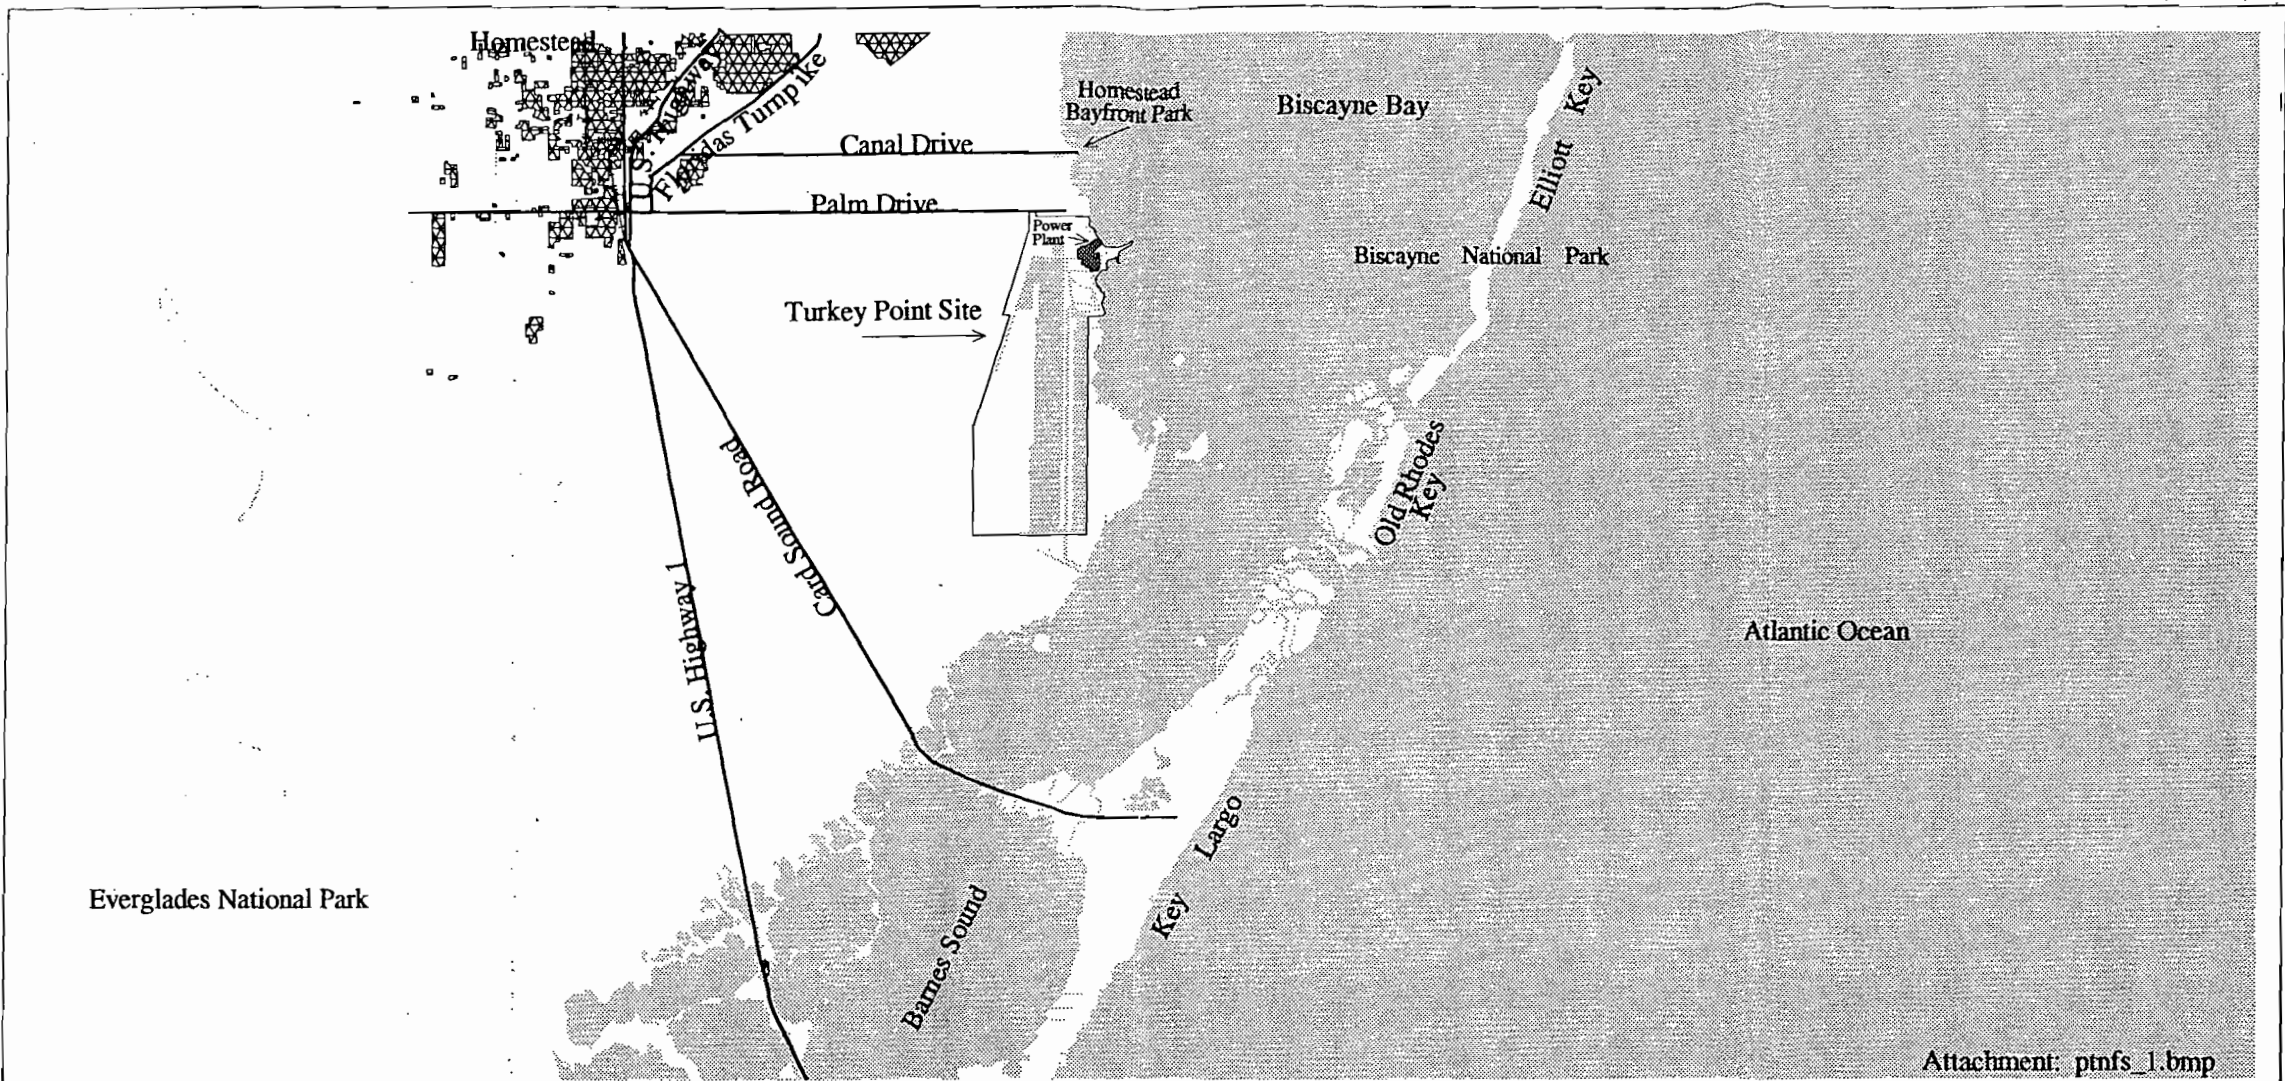 Homestead
U.S. Highway
Floridas Turnpike
Homestead
Bayfront Park
Biscayne Bay
Elliott Key
Canal Drive
Palm Drive
Power
Plant
Biscayne National Park
Turkey Point Site
Card Sound Road
Old Rhodes
Key
U.S. Highway 1
Atlantic Ocean
Key Largo
Everglades National Park
Barnes Sound
Attachment: ptnfs_1.bmp